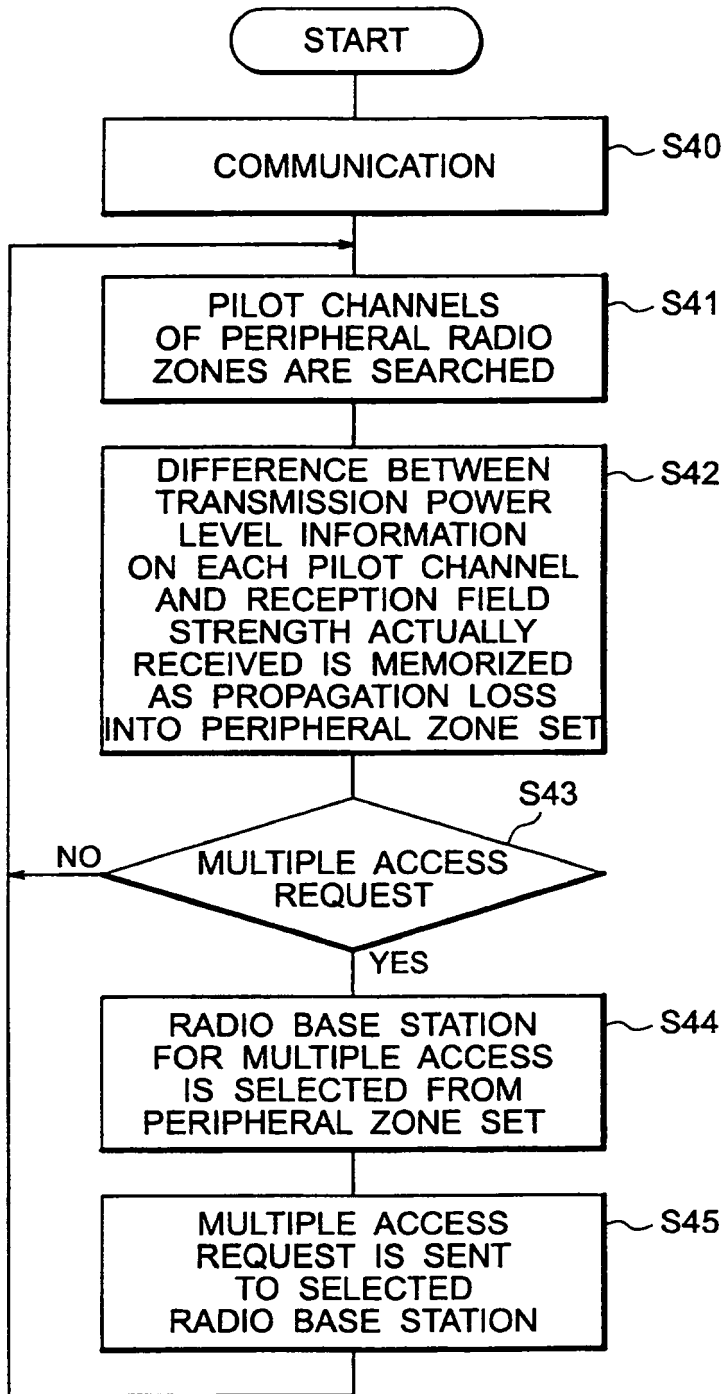 START
COMMUNICATION
S40
PILOT CHANNELS
OF PERIPHERAL RADIO
ZONES ARE SEARCHED
S41
DIFFERENCE BETWEEN
TRANSMISSION POWER
LEVEL INFORMATION
ON EACH PILOT CHANNEL
AND RECEPTION FIELD
STRENGTH ACTUALLY
RECEIVED IS MEMORIZED
AS PROPAGATION LOSS
INTO PERIPHERAL ZONE SET
S42
S43
NO
MULTIPLE ACCESS
REQUEST
YES
RADIO BASE STATION
FOR MULTIPLE ACCESS
IS SELECTED FROM
PERIPHERAL ZONE SET
S44
MULTIPLE ACCESS
REQUEST IS SENT
TO SELECTED
RADIO BASE STATION
S45